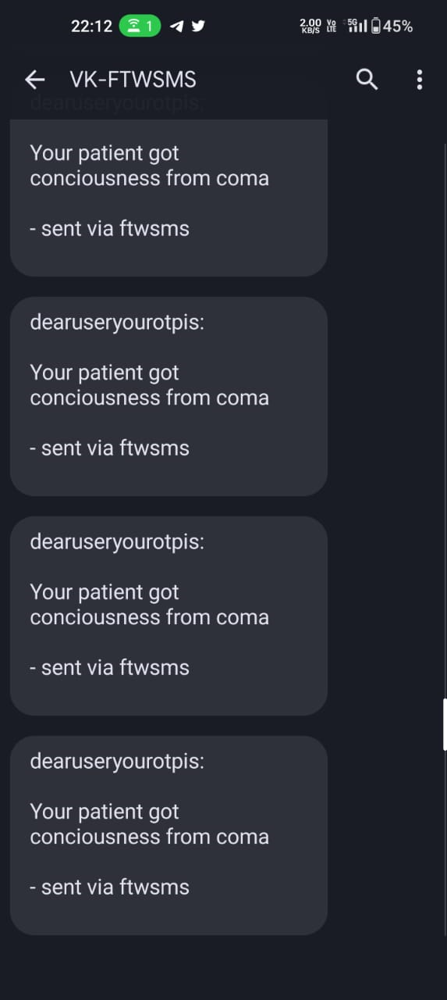 22:12
1
2.00
KB/S
Vo
LTE
5G
45%
VK-FTWSMS
dearuseryourotpis:
Your patient got
conciousness from coma
- sent via ftwsms
dearuseryourotpis:
Your patient got
conciousness from coma
- sent via ftwsms
dearuseryourotpis:
Your patient got
conciousness from coma
- sent via ftwsms
dearuseryourotpis:
Your patient got
conciousness from coma
- sent via ftwsms